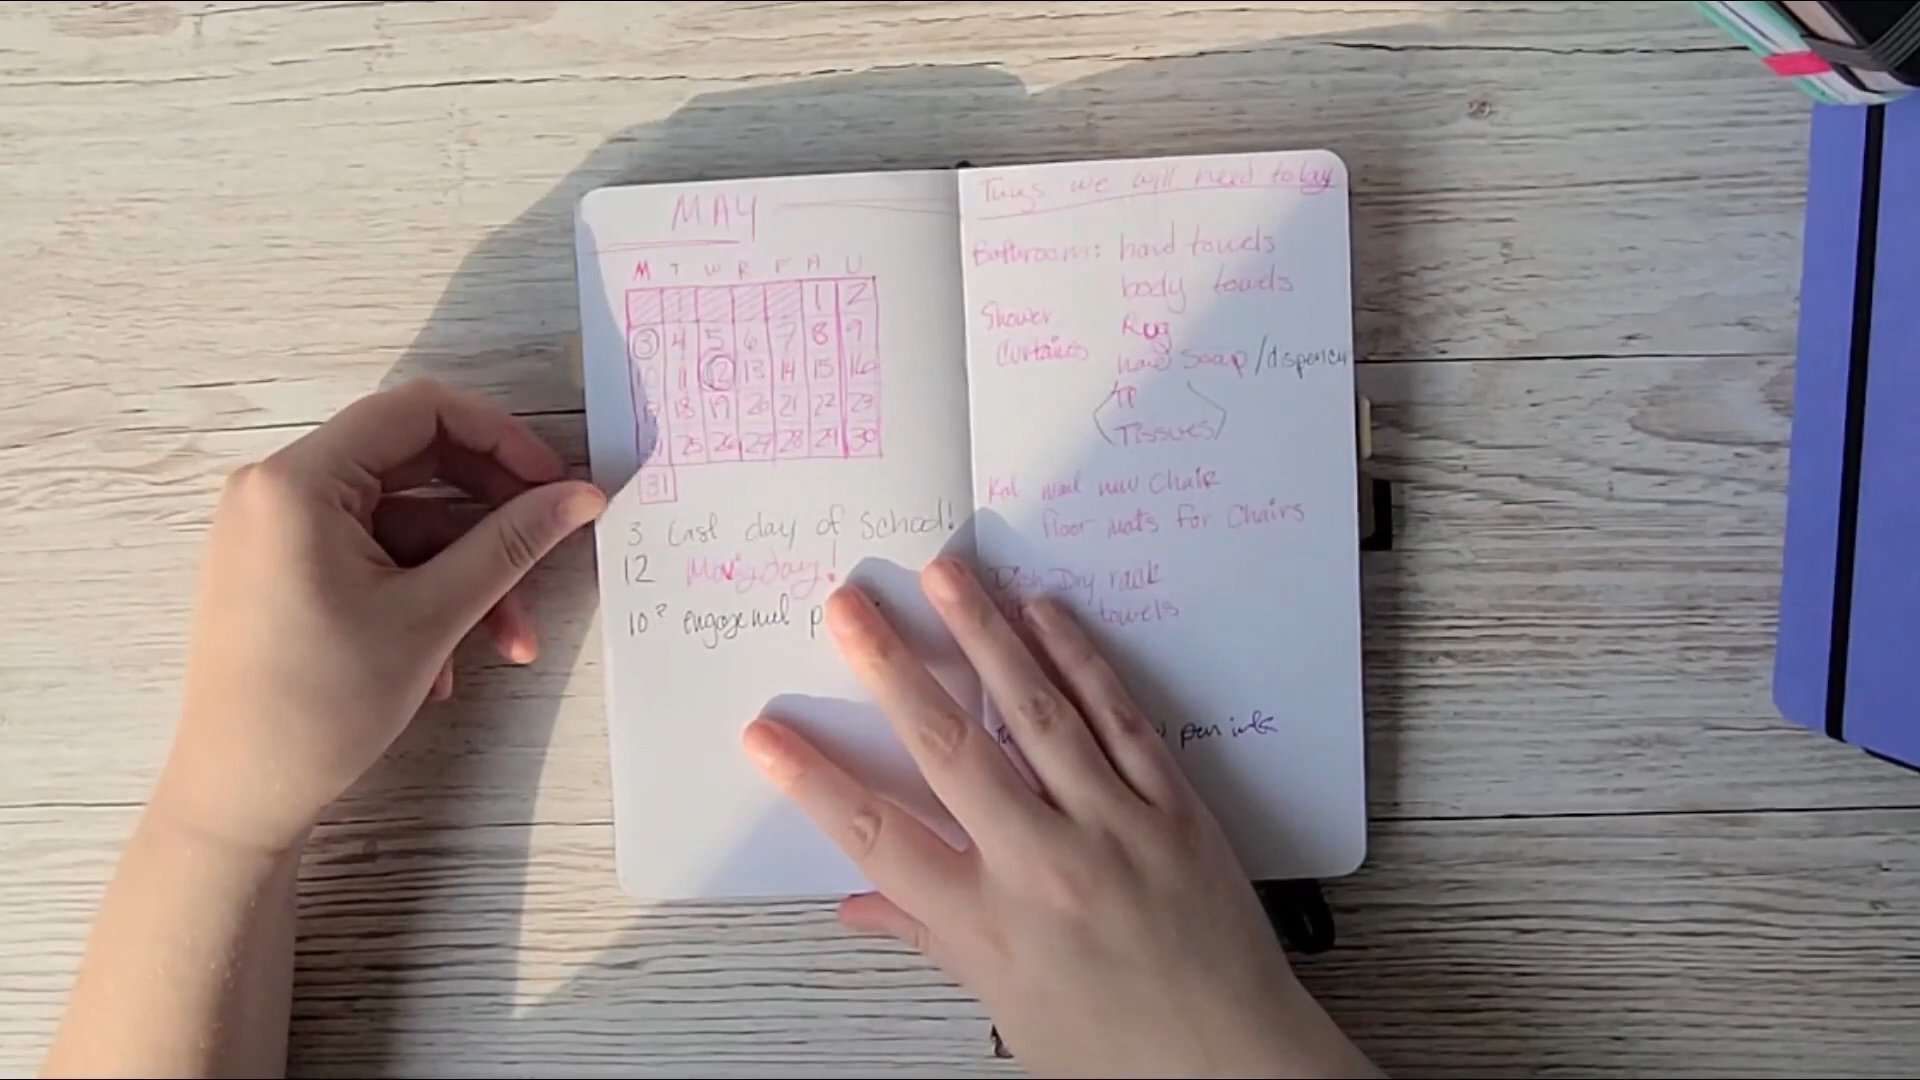 MAY
M T W R F A U
1 2
3 4 5 6 7 8 9
10 11 12 13 14 15 16
18 19 20 21 22 23
25 26 27 28 29 30
31
3 Last day of School!
12 Moving day!
10? engagement p
Things we will need today
Bathroom: hand towels
body towels
Shower Rug
Curtains hand soap/dispencer
TP
Tissues
Kat want new Chair
floor mats for Chairs
Dish Dry rack
towels
pen ink